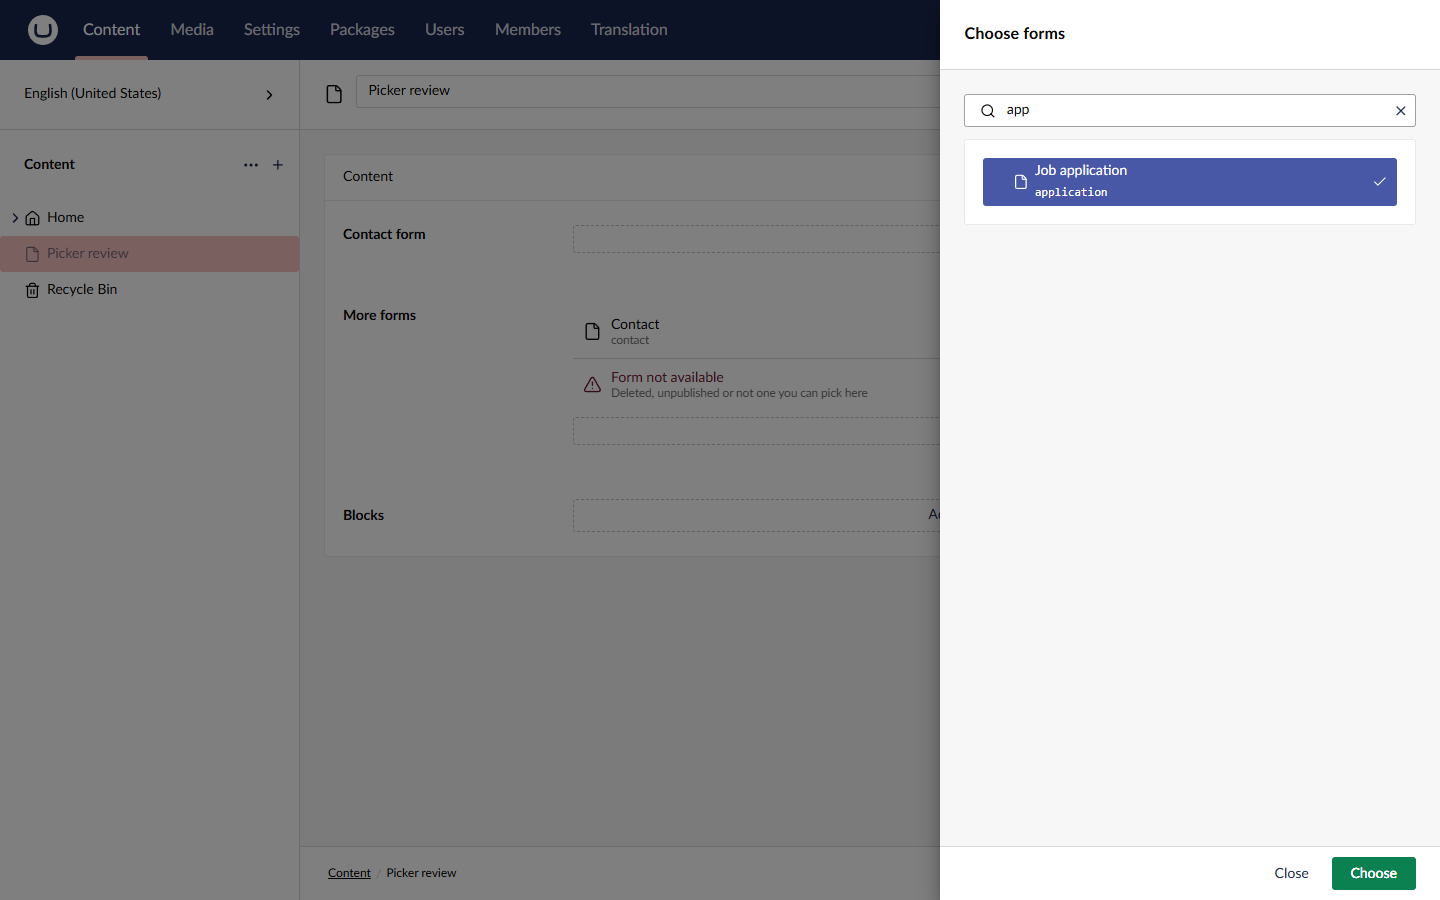 Content
Media
Settings
Packages
Users
Members
Translation
English (United States)
Content
Home
Picker review
Recycle Bin
Picker review
Content
Contact form
More forms
Contact
contact
Form not available
Deleted, unpublished or not one you can pick here
Blocks
Content / Picker review
Choose forms
app
Job application
application
Close
Choose